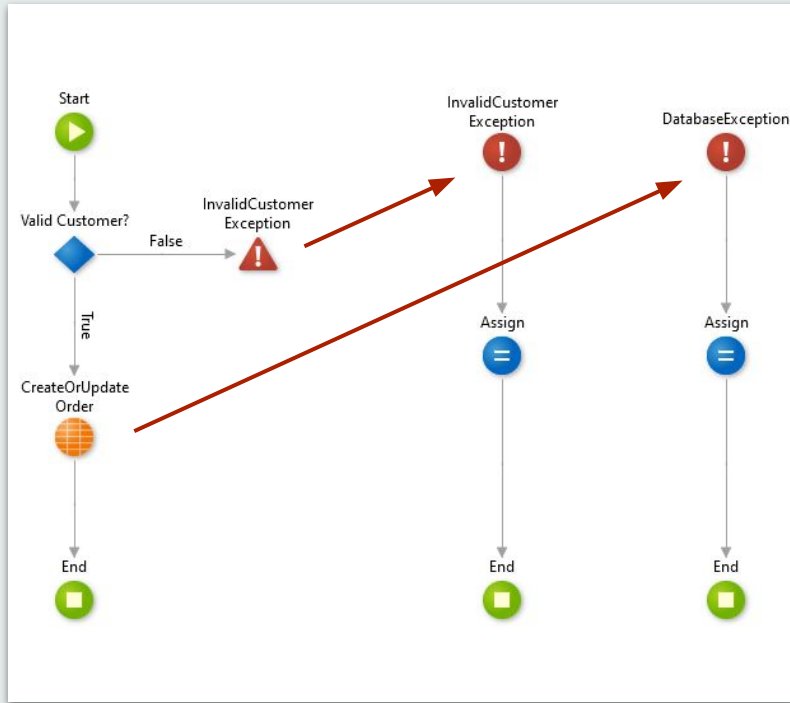 Start
Valid Customer?
False
InvalidCustomer
Exception
True
CreateOrUpdate
Order
End
InvalidCustomer
Exception
Assign
End
DatabaseException
Assign
End